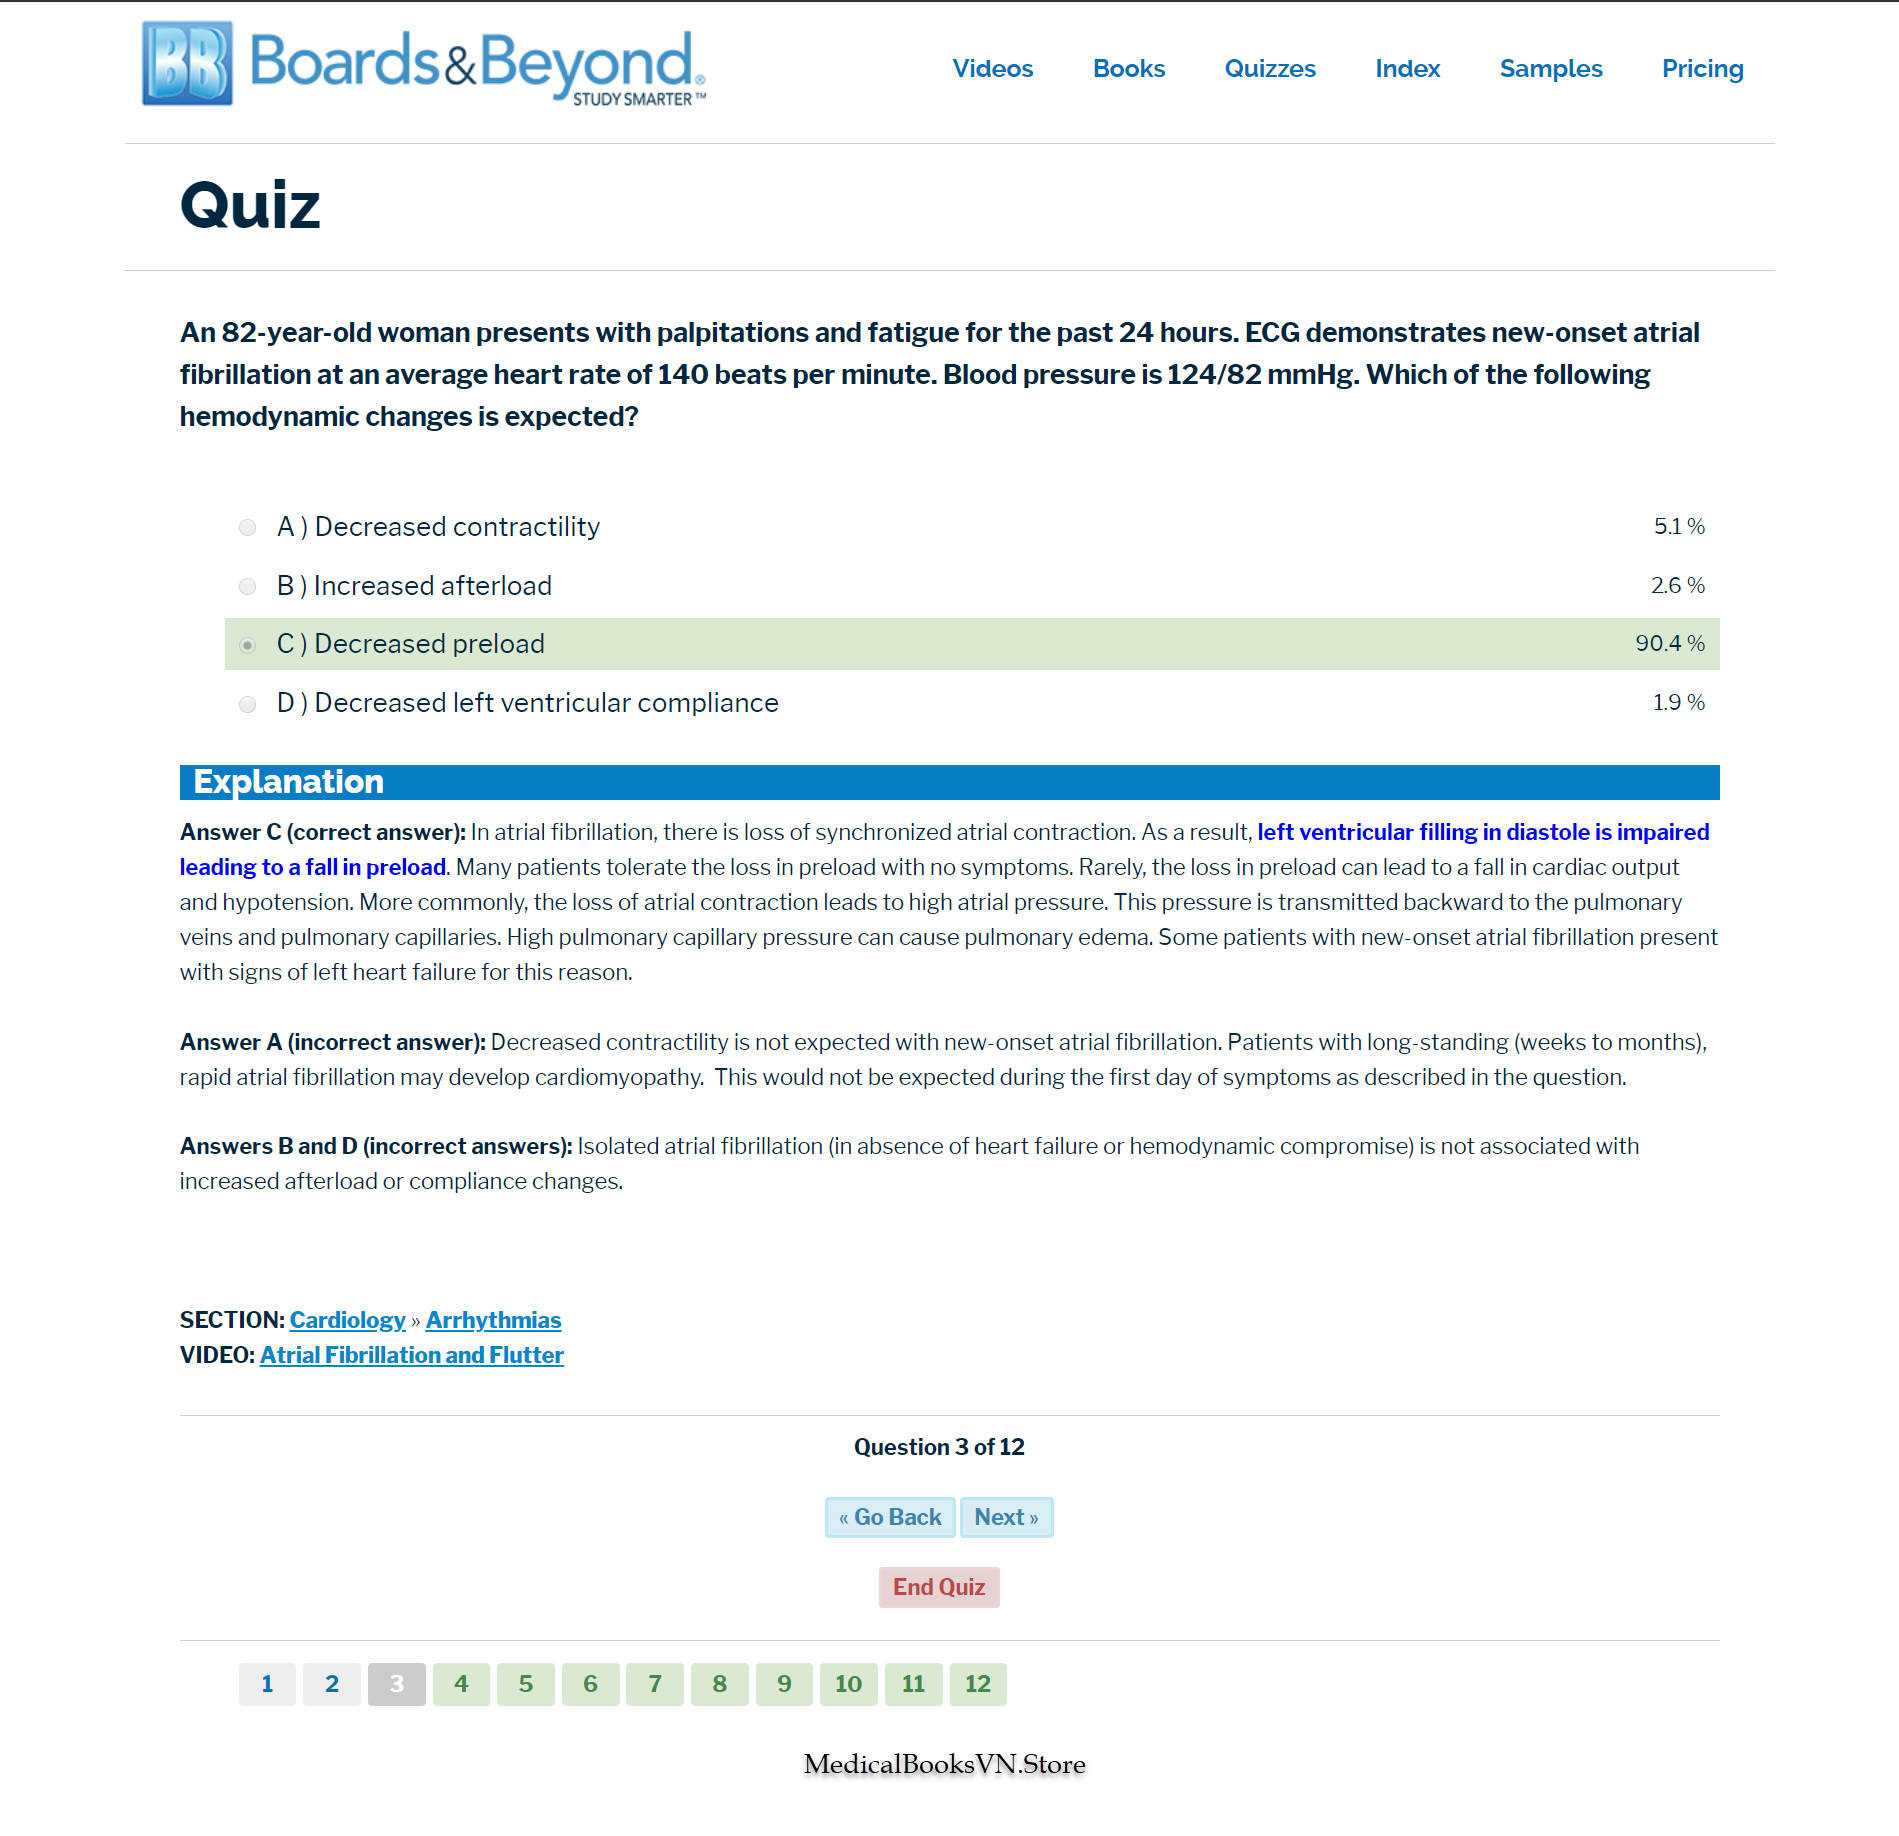 BB Boards&Beyond®
STUDY SMARTER™
Videos Books Quizzes Index Samples Pricing
Quiz
An 82-year-old woman presents with palpitations and fatigue for the past 24 hours. ECG demonstrates new-onset atrial
fibrillation at an average heart rate of 140 beats per minute. Blood pressure is 124/82 mmHg. Which of the following
hemodynamic changes is expected?
A ) Decreased contractility 5.1 %
B ) Increased afterload 2.6 %
C ) Decreased preload 90.4 %
D ) Decreased left ventricular compliance 1.9 %
Explanation
Answer C (correct answer): In atrial fibrillation, there is loss of synchronized atrial contraction. As a result, left ventricular filling in diastole is impaired
leading to a fall in preload. Many patients tolerate the loss in preload with no symptoms. Rarely, the loss in preload can lead to a fall in cardiac output
and hypotension. More commonly, the loss of atrial contraction leads to high atrial pressure. This pressure is transmitted backward to the pulmonary
veins and pulmonary capillaries. High pulmonary capillary pressure can cause pulmonary edema. Some patients with new-onset atrial fibrillation present
with signs of left heart failure for this reason.
Answer A (incorrect answer): Decreased contractility is not expected with new-onset atrial fibrillation. Patients with long-standing (weeks to months),
rapid atrial fibrillation may develop cardiomyopathy. This would not be expected during the first day of symptoms as described in the question.
Answers B and D (incorrect answers): Isolated atrial fibrillation (in absence of heart failure or hemodynamic compromise) is not associated with
increased afterload or compliance changes.
SECTION: Cardiology » Arrhythmias
VIDEO: Atrial Fibrillation and Flutter
Question 3 of 12
« Go Back Next »
End Quiz
1 2 3 4 5 6 7 8 9 10 11 12
MedicalBooksVN.Store